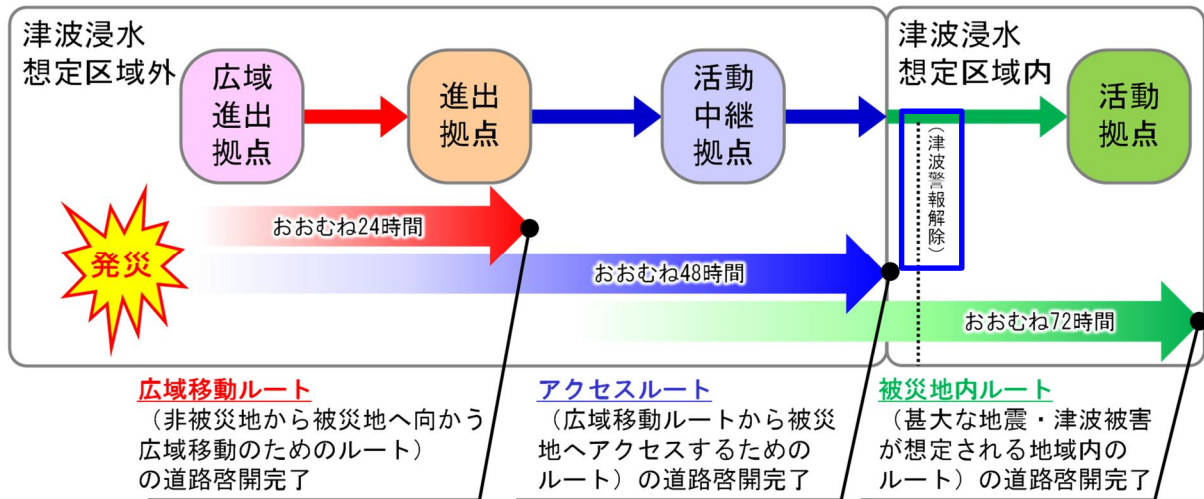 津波浸水
想定区域外
広域
進出
拠点
進出
拠点
活動
中継
拠点
津波浸水
想定区域内
活動
拠点
（津波警報解除）
発災
おおむね24時間
おおむね48時間
おおむね72時間
広域移動ルート
（非被災地から被災地へ向かう
広域移動のためのルート）
の道路啓開完了
アクセスルート
（広域移動ルートから被災
地へアクセスするための
ルート）の道路啓開完了
被災地内ルート
（甚大な地震・津波被害
が想定される地域内の
ルート）の道路啓開完了